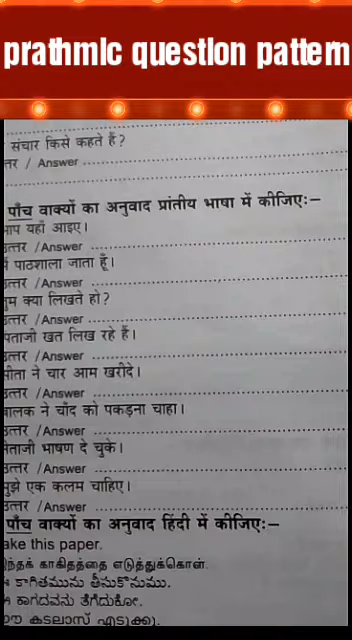 prathmic question pattern
संचार किसे कहते हैं?
त्तर / Answer
पाँच वाक्यों का अनुवाद प्रांतीय भाषा में कीजिए:–
आप यहाँ आइए।
उत्तर /Answer
मैं पाठशाला जाता हूँ।
उत्तर /Answer
तुम क्या लिखते हो?
उत्तर /Answer
पिताजी खत लिख रहे हैं।
उत्तर /Answer
सीता ने चार आम खरीदे।
उत्तर /Answer
बालक ने चाँद को पकड़ना चाहा।
उत्तर /Answer
नेताजी भाषण दे चुके।
उत्तर /Answer
मुझे एक कलम चाहिए।
उत्तर /Answer
पाँच वाक्यों का अनुवाद हिंदी में कीजिए:–
ake this paper.
இந்தக் காகிதத்தை எடுத்துக்கொள்.
కాగితమును తీసుకొనుము.
ಕಾಗದವನು ತೆಗೆದುಕೋ.
കടലാസ് എടുക്കു.